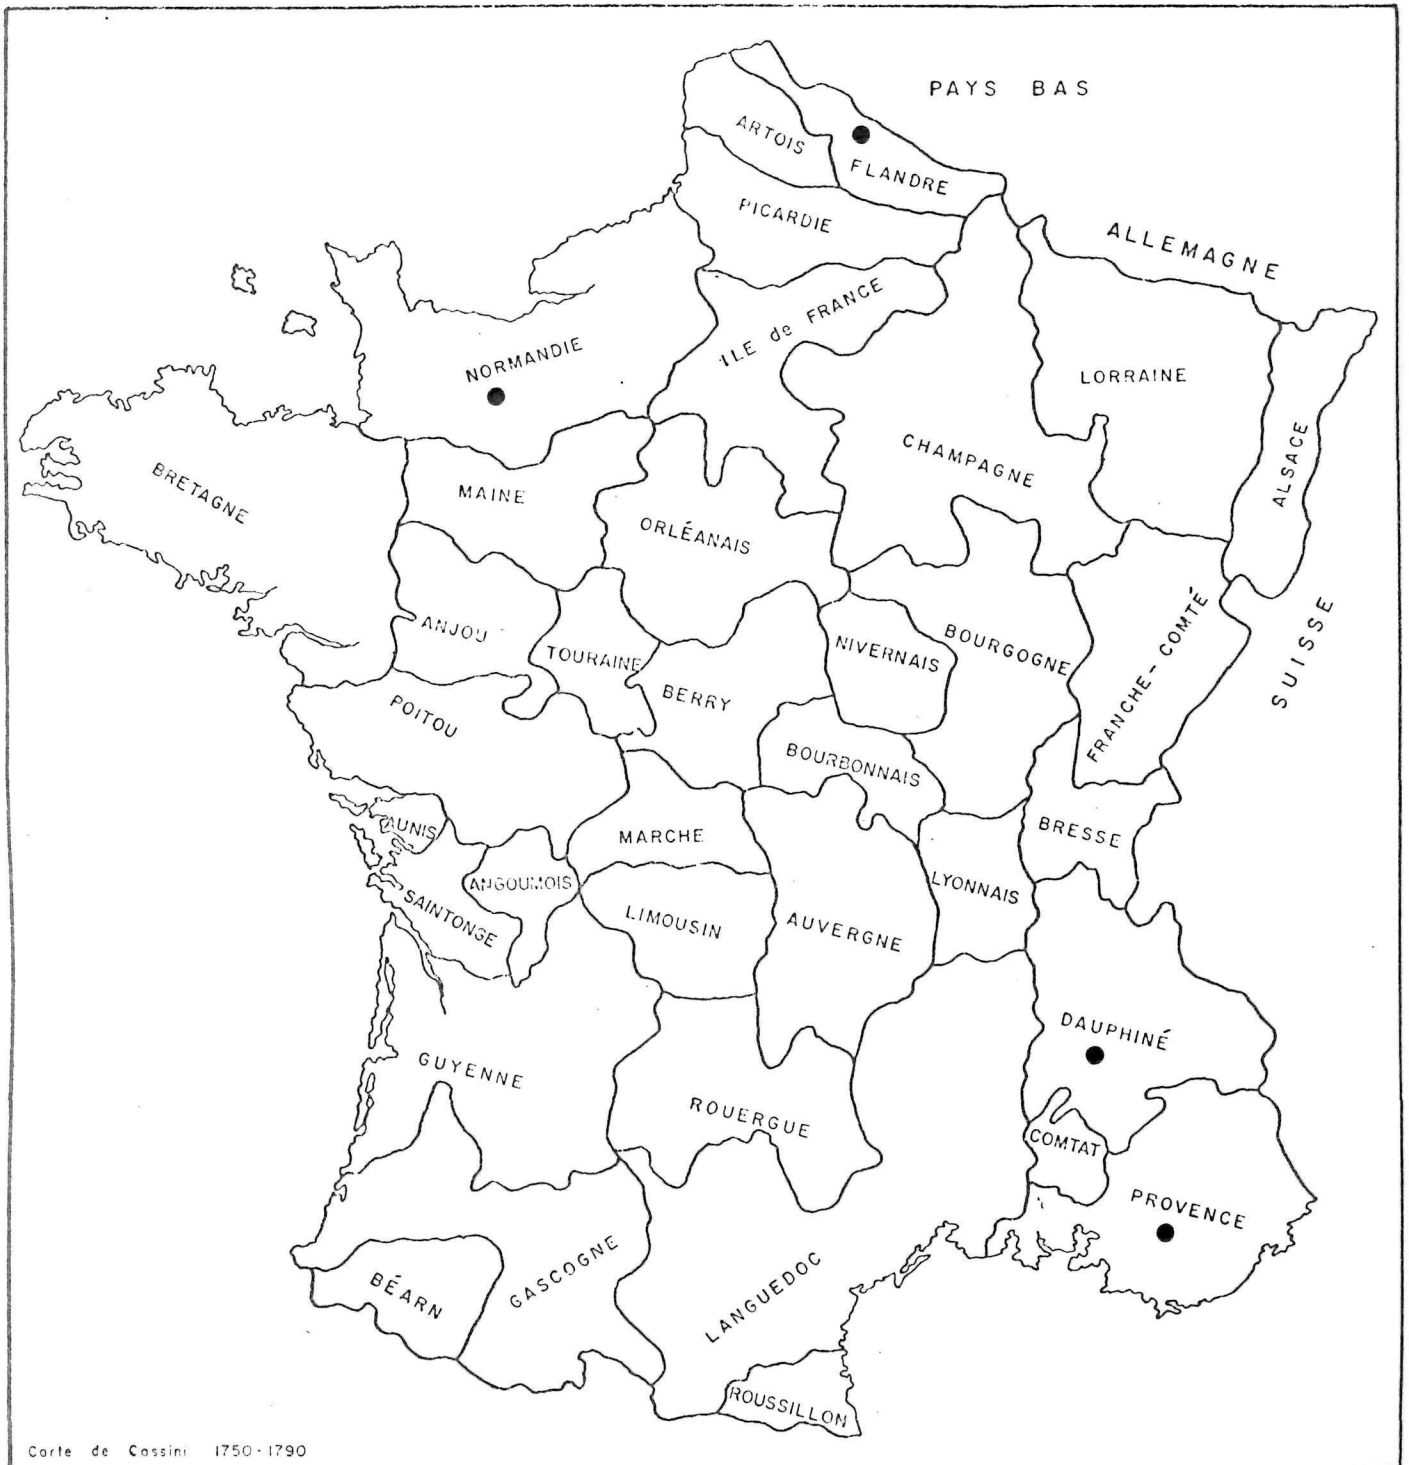 PAYS BAS
ARTOIS
FLANDRE
PICARDIE
ALLEMAGNE
ILE de FRANCE
NORMANDIE
LORRAINE
CHAMPAGNE
ALSACE
BRETAGNE
MAINE
ORLÉANAIS
ANJOU
TOURAINE
BERRY
NIVERNAIS
BOURGOGNE
FRANCHE-COMTÉ
SUISSE
POITOU
BOURBONNAIS
AUNIS
MARCHE
BRESSE
ANGOUMOIS
SAINTONGE
LIMOUSIN
AUVERGNE
LYONNAIS
DAUPHINÉ
GUYENNE
ROUERGUE
COMTAT
PROVENCE
BÉARN
GASCOGNE
LANGUEDOC
ROUSSILLON
Carte de Cassini 1750-1790